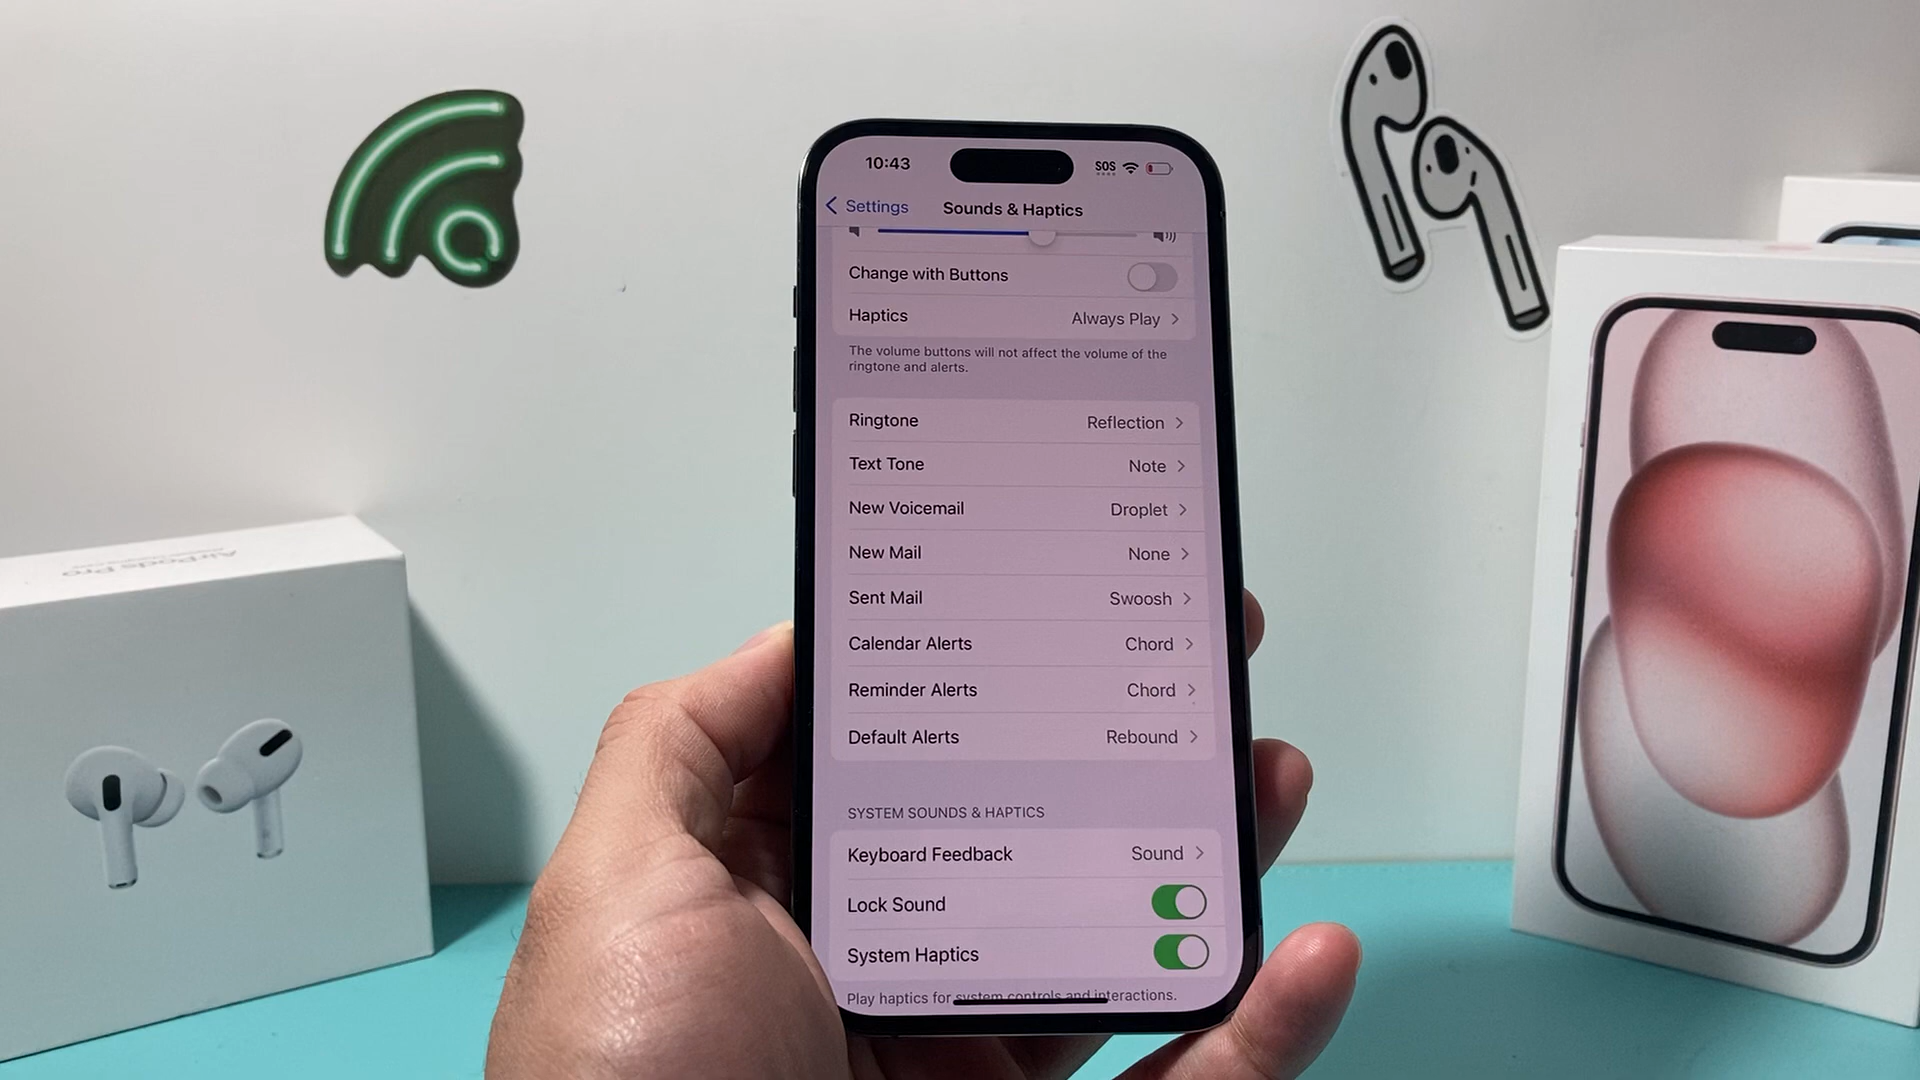 10:43
SOS
Settings
Sounds & Haptics
Change with Buttons
Haptics Always Play
The volume buttons will not affect the volume of the
ringtone and alerts.
Ringtone Reflection
Text Tone Note
New Voicemail Droplet
New Mail None
Sent Mail Swoosh
Calendar Alerts Chord
Reminder Alerts Chord
Default Alerts Rebound
SYSTEM SOUNDS & HAPTICS
Keyboard Feedback Sound
Lock Sound
System Haptics
Play haptics for system controls and interactions.
AirPods Pro